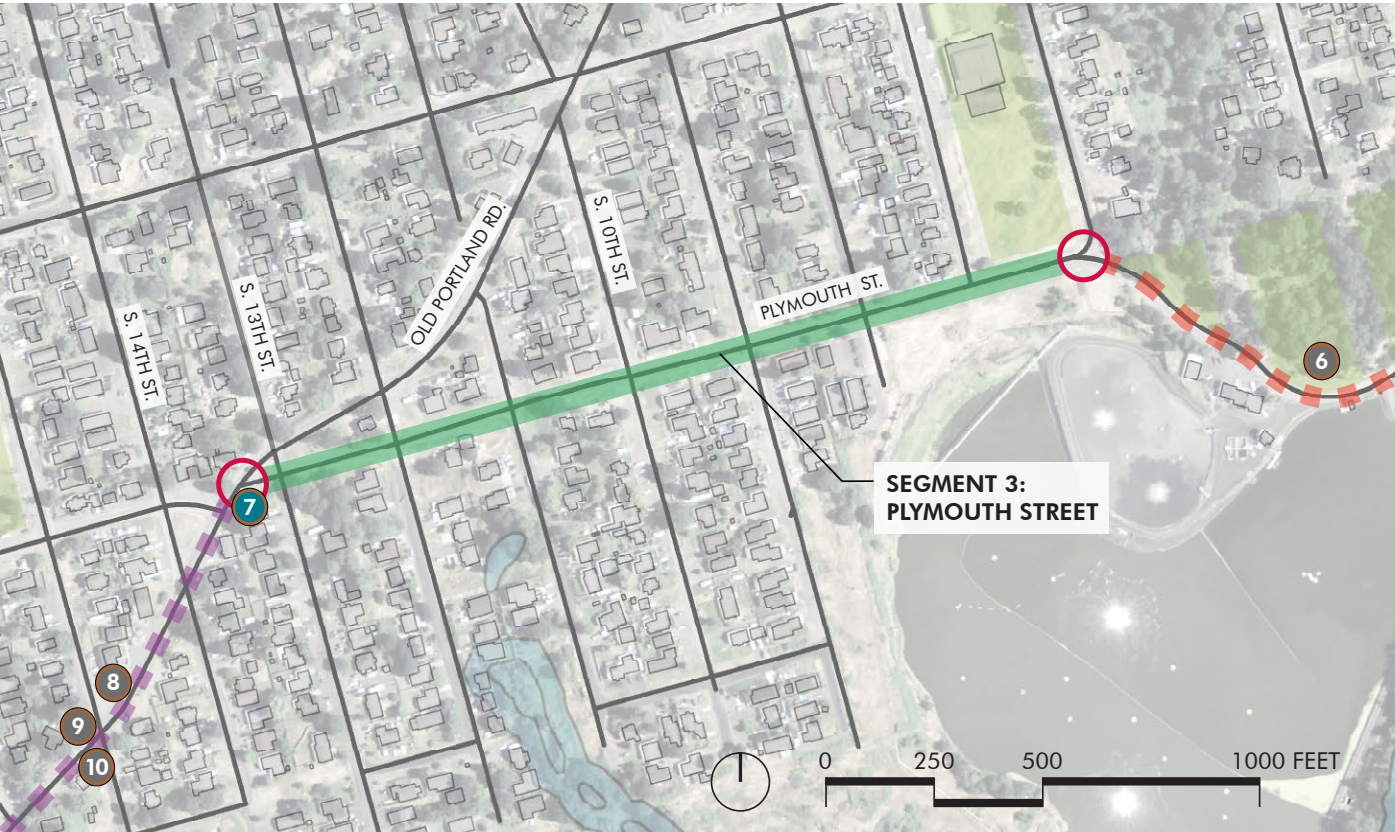 OLD PORTLAND RD.
S. 10TH ST.
S. 13TH ST.
S. 14TH ST.
PLYMOUTH ST.
6
7
SEGMENT 3:
PLYMOUTH STREET
8
9
10
0 250 500 1000 FEET